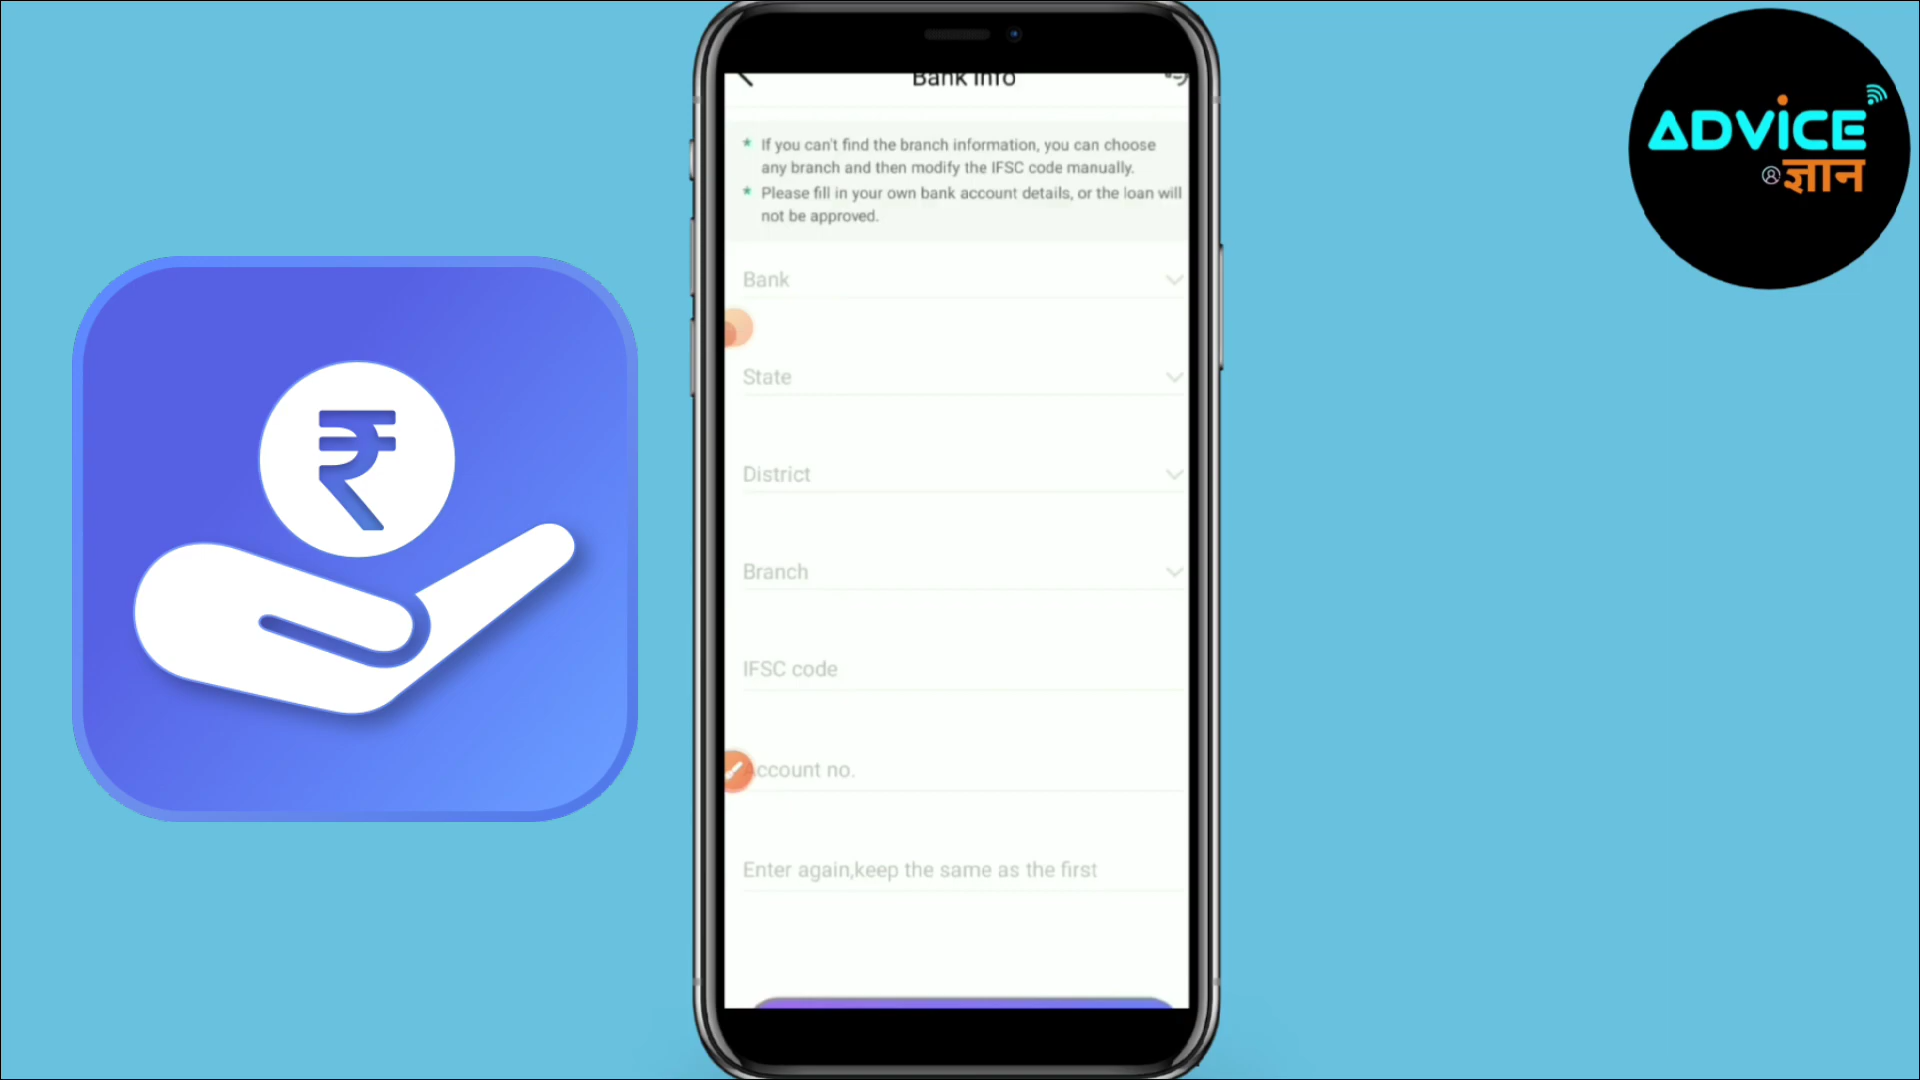 Bank Info
* If you can't find the branch information, you can choose
any branch and then modify the IFSC code manually.
* Please fill in your own bank account details, or the loan will
not be approved.
Bank
State
District
Branch
IFSC code
Account no.
Enter again,keep the same as the first
₹
ADViCE
ज्ञान